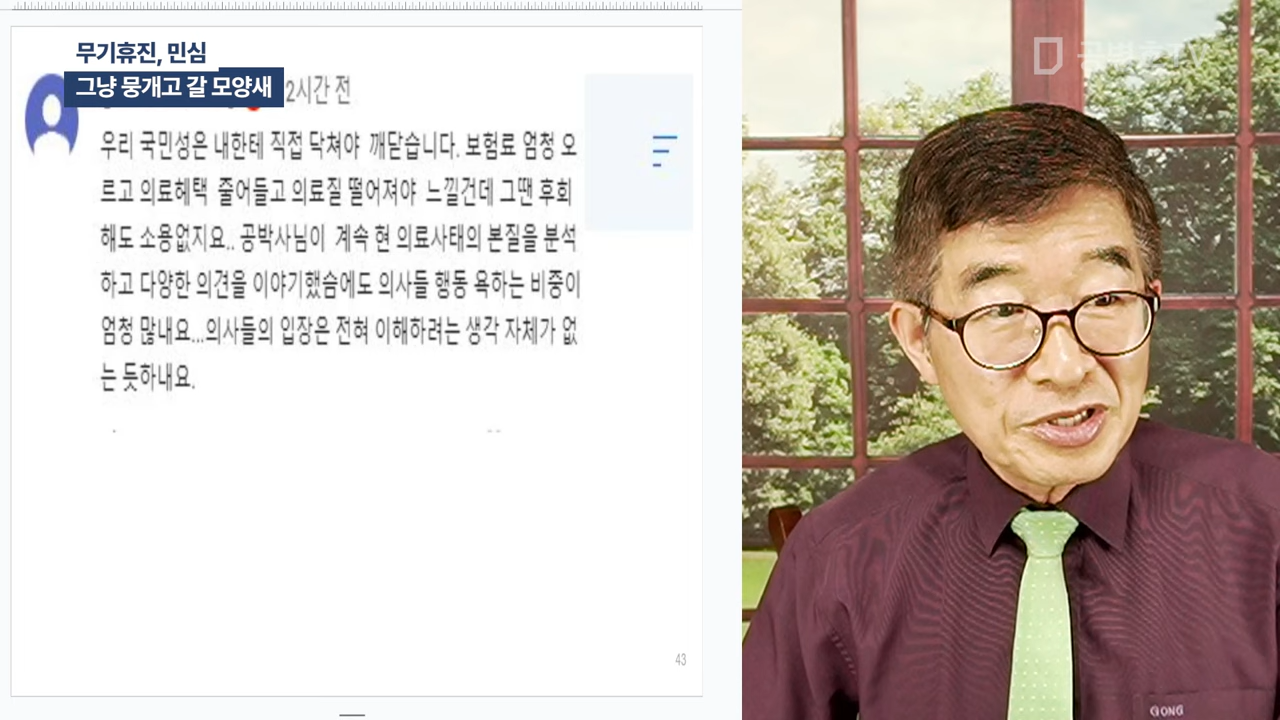 무기휴진, 민심
그냥 뭉개고 갈 모양새
2시간 전
우리 국민성은 내한테 직접 닥쳐야 깨닫습니다. 보험료 엄청 오
르고 의료혜택 줄어들고 의료질 떨어져야 느낄건데 그땐 후회
해도 소용없지요.. 공박사님이 계속 현 의료사태의 본질을 분석
하고 다양한 의견을 이야기했슴에도 의사들 행동 욕하는 비중이
엄청 많내요...의사들의 입장은 전혀 이해하려는 생각 자체가 없
는 듯하내요.
43
공병호TV
GONG